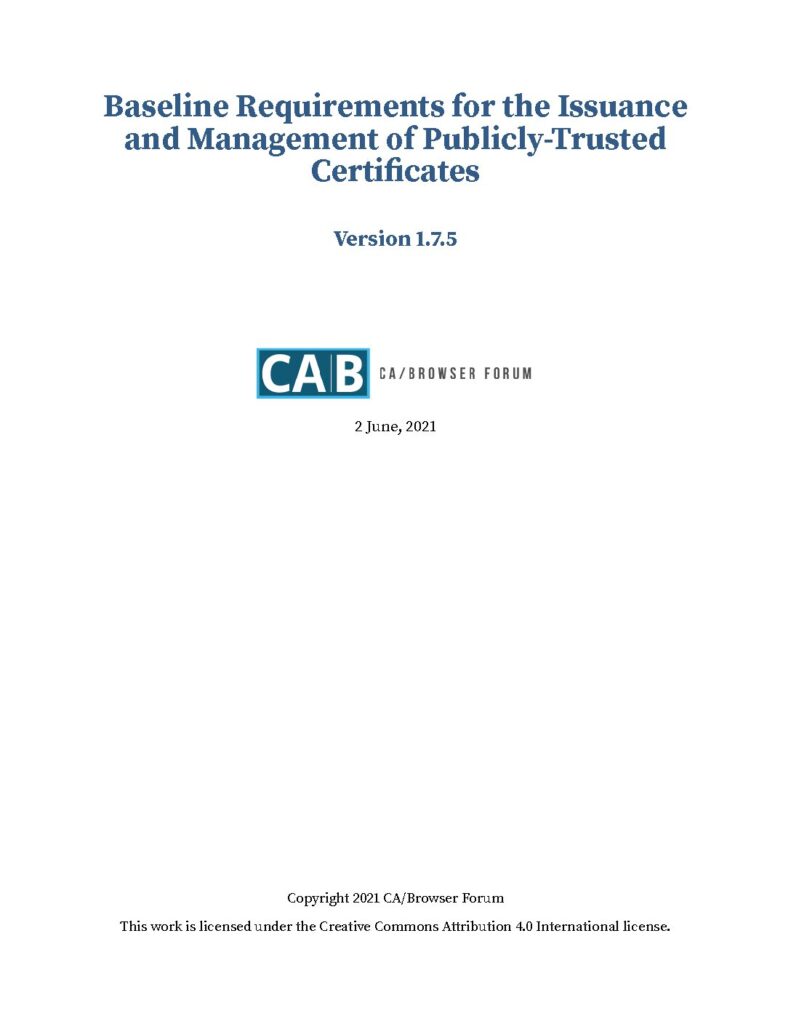 Baseline Requirements for the Issuance
and Management of Publicly-Trusted
Certificates
Version 1.7.5
CA|B CA/BROWSER FORUM
2 June, 2021
Copyright 2021 CA/Browser Forum
This work is licensed under the Creative Commons Attribution 4.0 International license.